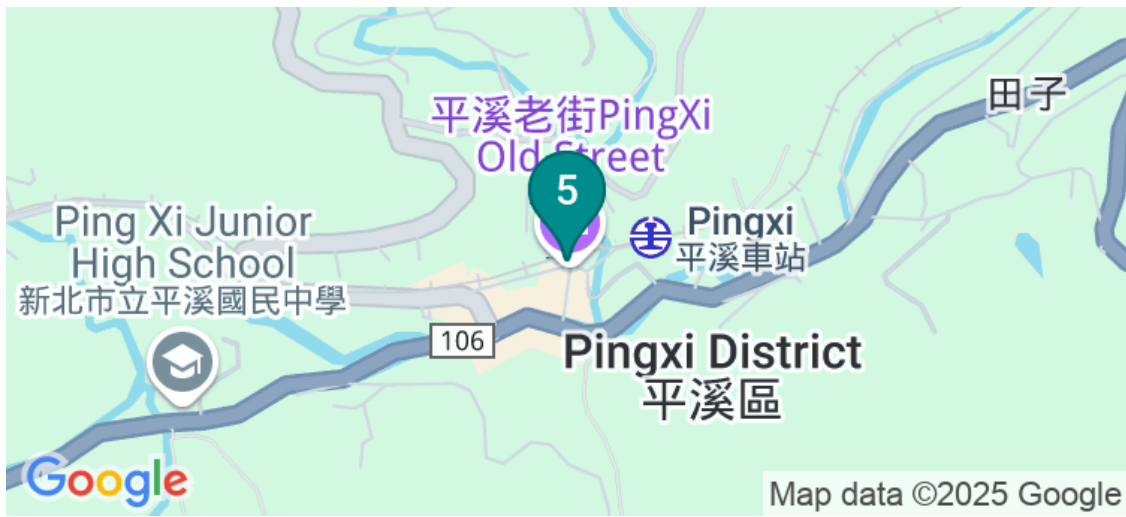 田子
平溪老街PingXi
Old Street
5
Ping Xi Junior
High School
新北市立平溪國民中學
Pingxi
平溪車站
106
Pingxi District
平溪區
Google
Map data ©2025 Google